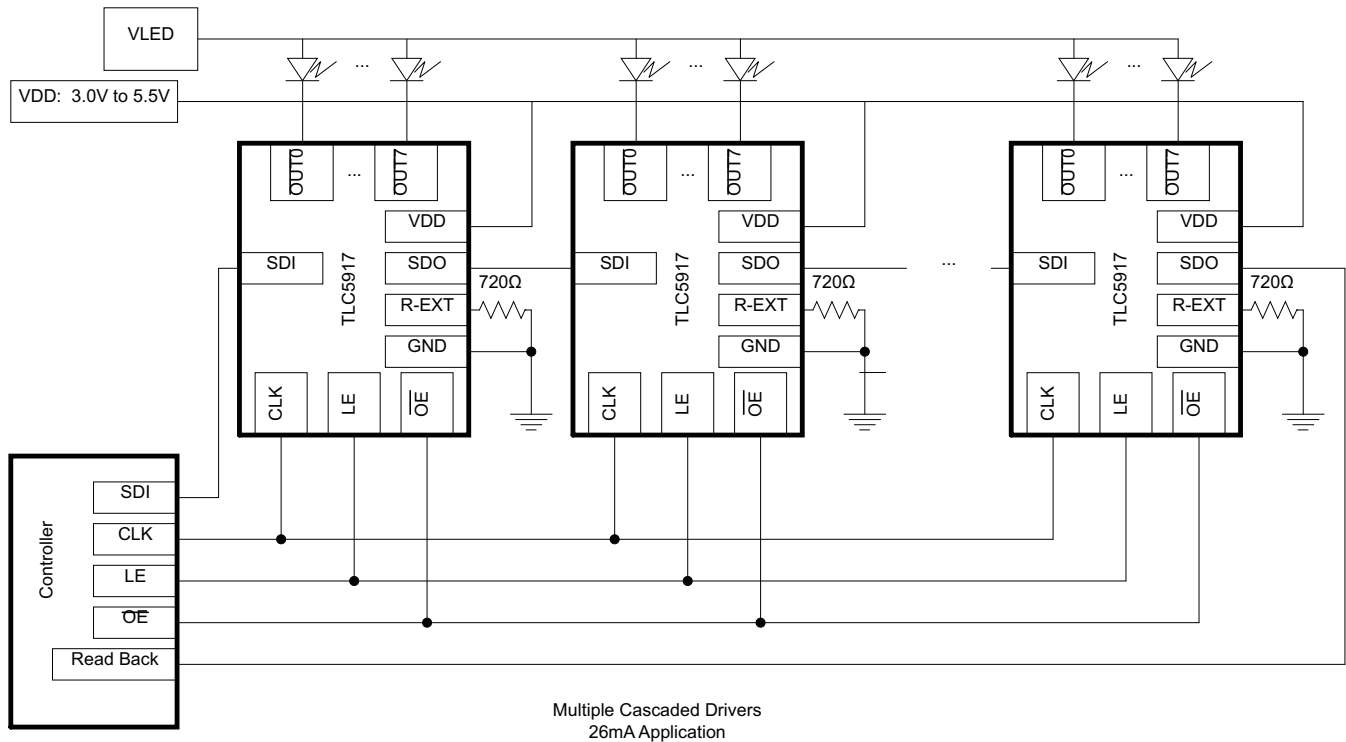 VLED
... ... ...
VDD: 3.0V to 5.5V
OUT0 ... OUT7
VDD
SDI
SDO
TLC5917
720Ω
R-EXT
GND
CLK
LE
OE
OUT0 ... OUT7
VDD
SDI
SDO
TLC5917
720Ω
R-EXT
GND
CLK
LE
OE
...
OUT0 ... OUT7
VDD
SDI
SDO
TLC5917
720Ω
R-EXT
GND
CLK
LE
OE
Controller
SDI
CLK
LE
OE
Read Back
Multiple Cascaded Drivers
26mA Application